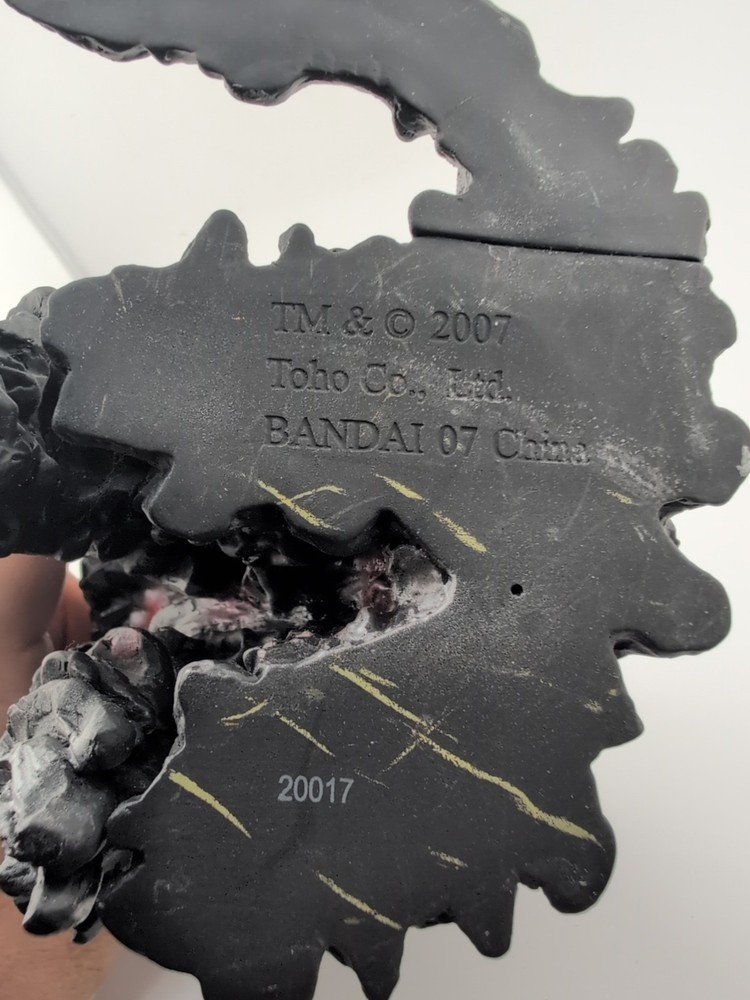 TM & © 2007
Toho Co., Ltd.
BANDAI 07 China
20017